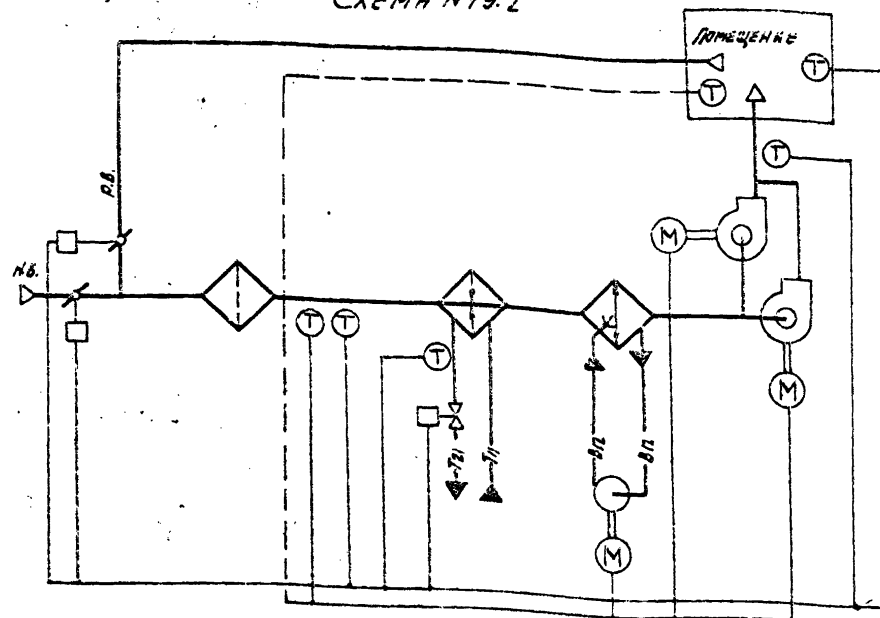 СХЕМА №19.2
ПОМЕЩЕНИЕ
Т
Т
Т
Р.В.
М
Н.В.
Т
Т
Т
М
Т21
Т11
В12
В12
М